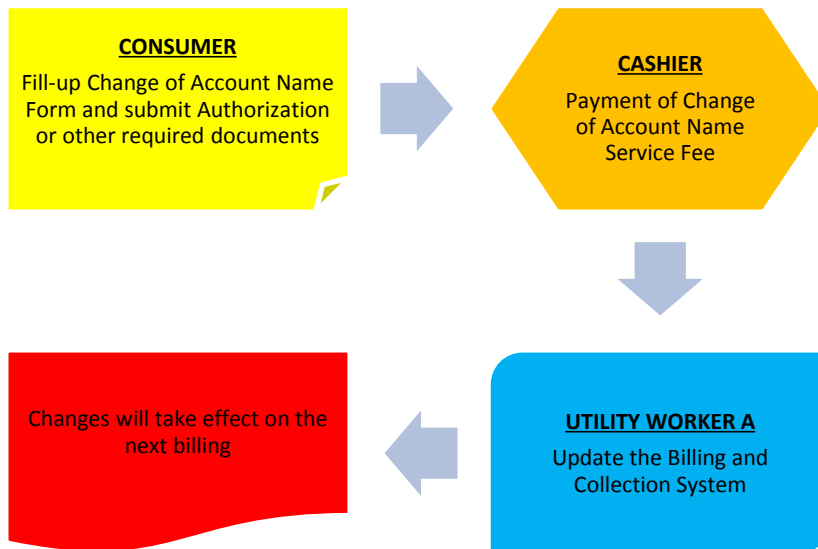 CONSUMER
Fill-up Change of Account Name
Form and submit Authorization
or other required documents
CASHIER
Payment of Change
of Account Name
Service Fee
UTILITY WORKER A
Update the Billing and
Collection System
Changes will take effect on the
next billing